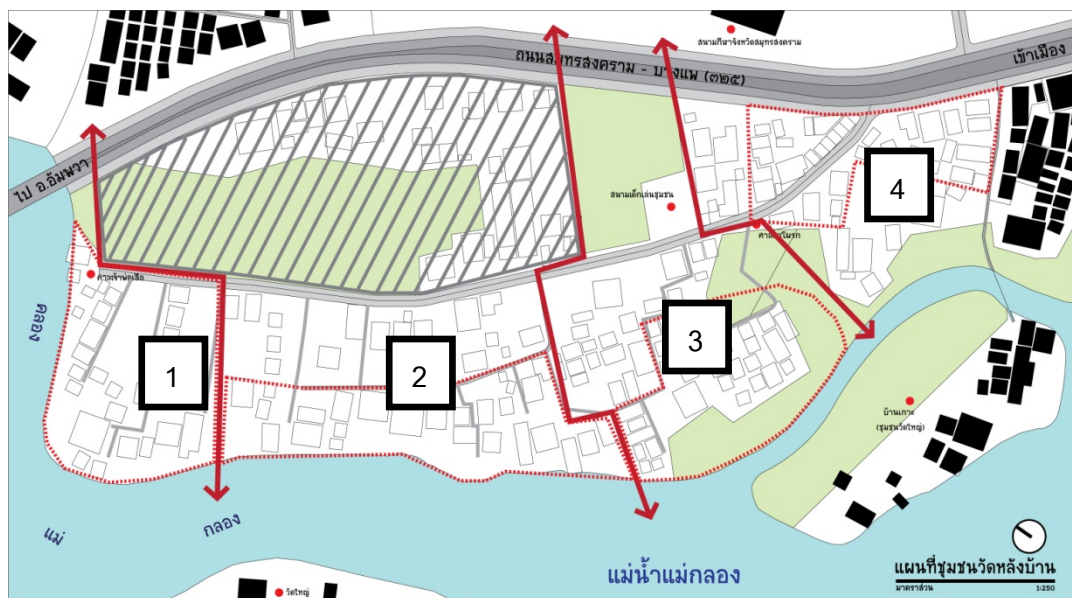 สนามกีฬาจังหวัดสมุทรสงคราม
ถนนสมุทรสงคราม - บางแพ (๓๒๕)
เข้าเมือง
ไป อ.อัมพวา
สนามเด็กเล่นชุมชน
4
คลอง
1
2
3
บ้านเกาะ
(ชุมชนวัดใหญ่)
แม่
กลอง
แม่น้ำแม่กลอง
วัดใหญ่
แผนที่ชุมชนวัดหลังบ้าน
มาตราส่วน
1:250